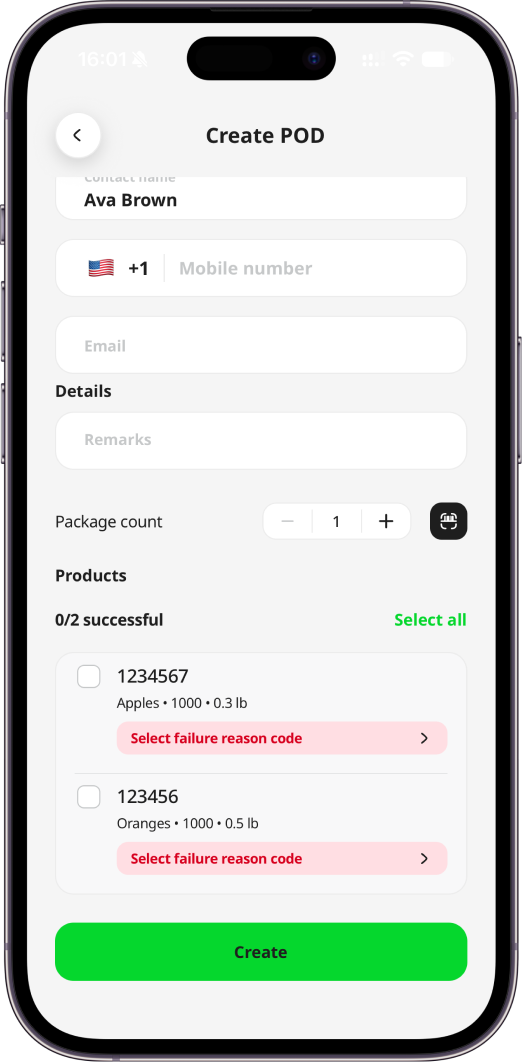 16:01
Create POD
Contact name
Ava Brown
+1 Mobile number
Email
Details
Remarks
Package count 1
Products
0/2 successful Select all
1234567
Apples • 1000 • 0.3 lb
Select failure reason code
123456
Oranges • 1000 • 0.5 lb
Select failure reason code
Create